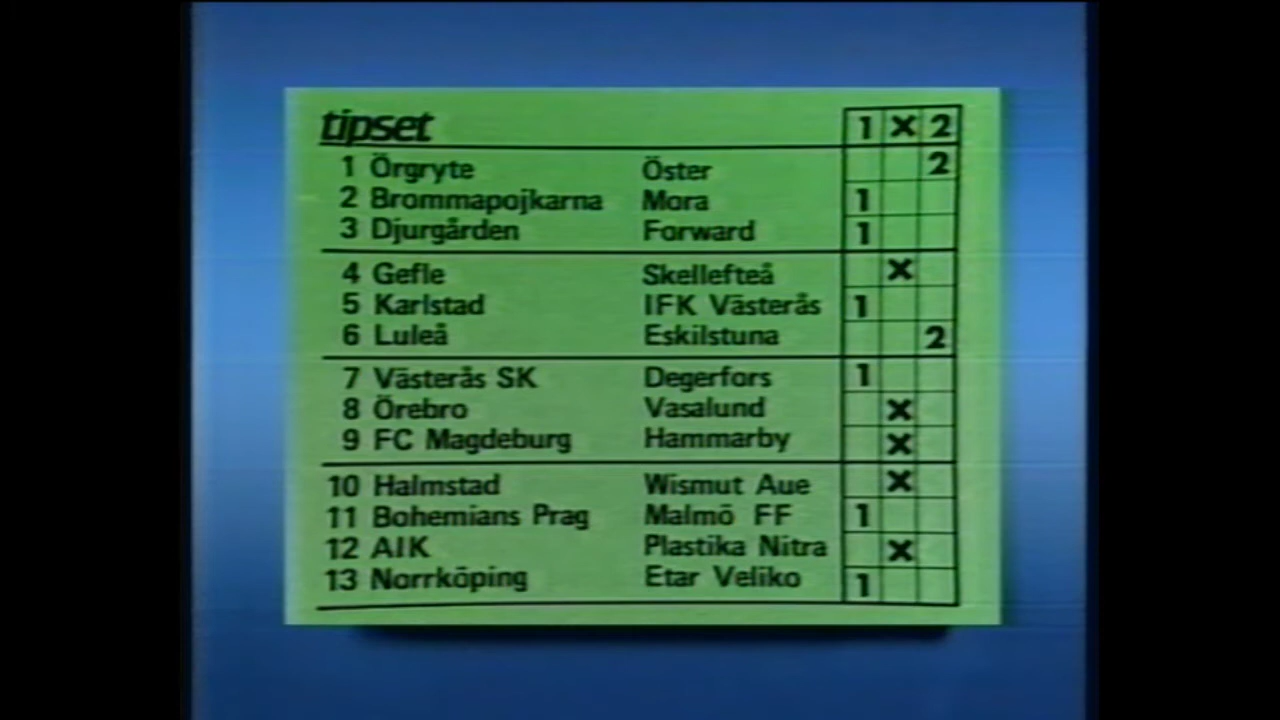 tipset 1 X 2
1 Örgryte Öster 2
2 Brommapojkarna Mora 1
3 Djurgården Forward 1
4 Gefle Skellefteå X
5 Karlstad IFK Västerås 1
6 Luleå Eskilstuna 2
7 Västerås SK Degerfors 1
8 Örebro Vasalund X
9 FC Magdeburg Hammarby X
10 Halmstad Wismut Aue X
11 Bohemians Prag Malmö FF 1
12 AIK Plastika Nitra X
13 Norrköping Etar Veliko 1